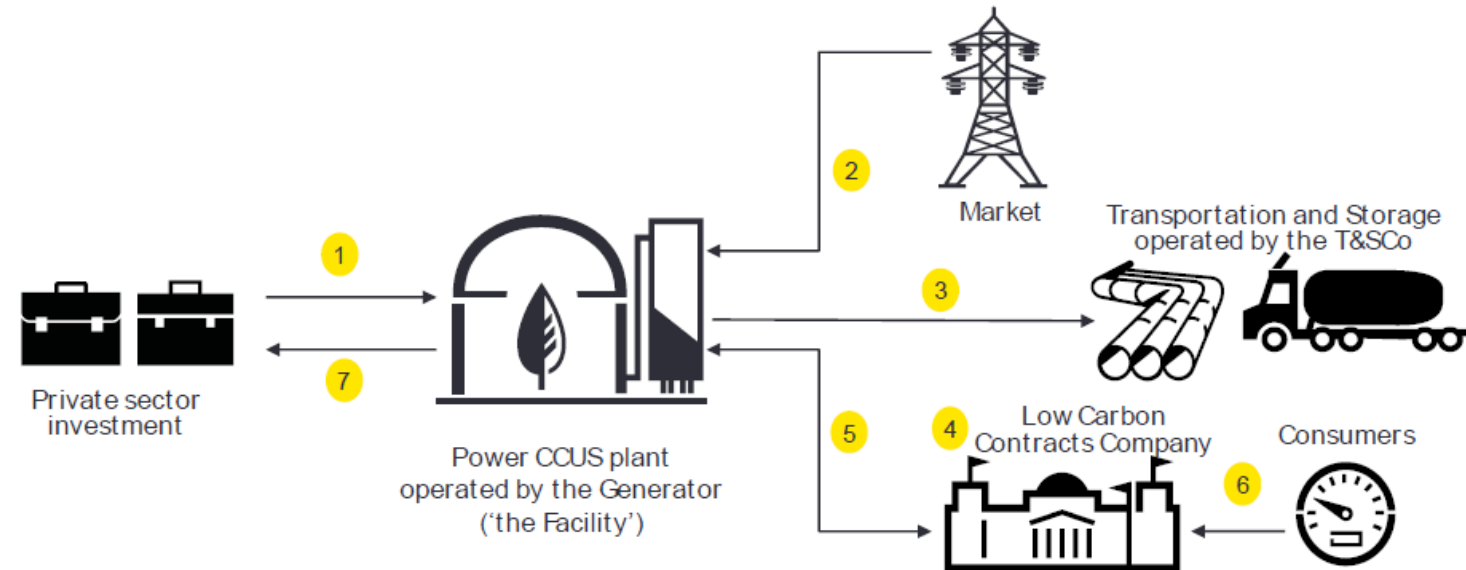 2
Market
Transportation and Storage
operated by the T&SCo
1
3
7
Private sector
investment
Power CCUS plant
operated by the Generator
('the Facility')
5
4
Low Carbon
Contracts Company
Consumers
6